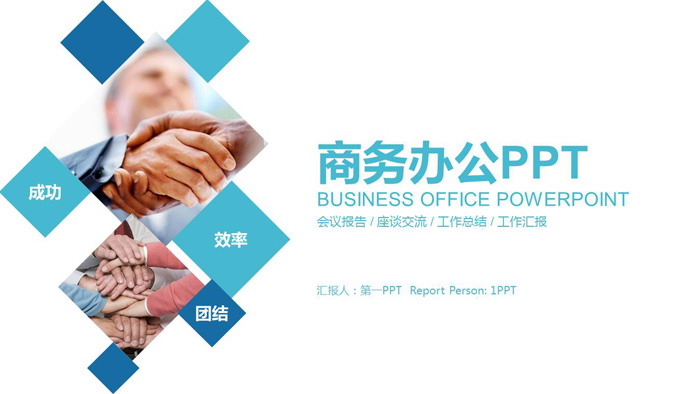 成功
效率
团结
商务办公PPT
BUSINESS OFFICE POWERPOINT
会议报告 / 座谈交流 / 工作总结 / 工作汇报
汇报人：第一PPT Report Person: 1PPT